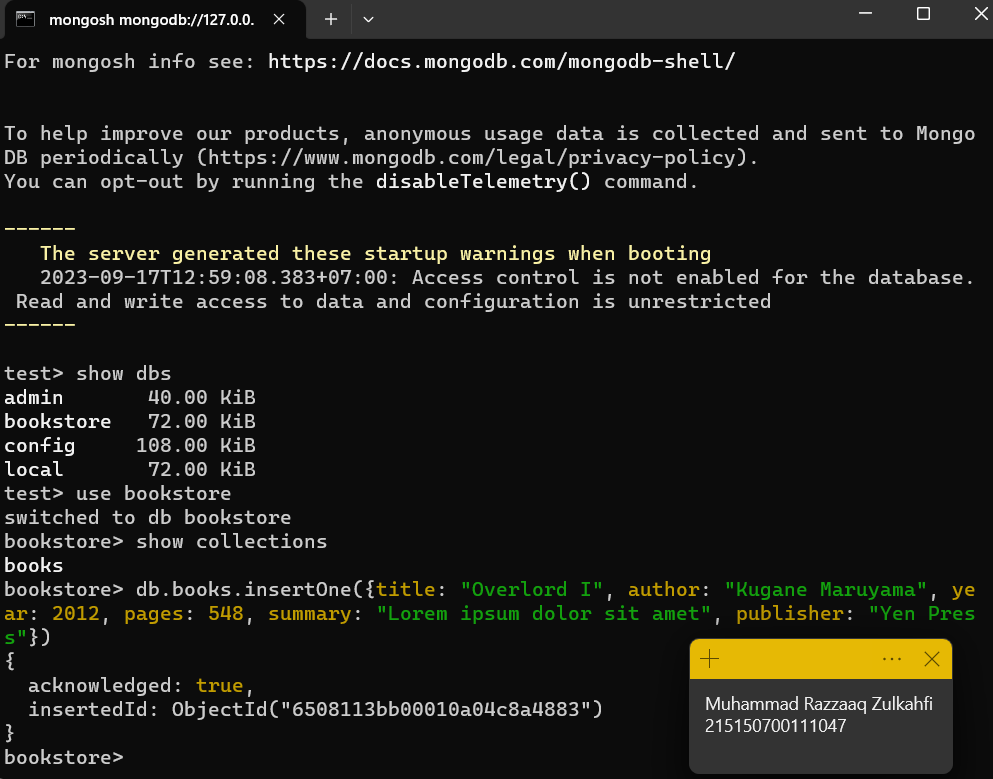 mongosh mongodb://127.0.0.
For mongosh info see: https://docs.mongodb.com/mongodb-shell/
To help improve our products, anonymous usage data is collected and sent to Mongo
DB periodically (https://www.mongodb.com/legal/privacy-policy).
You can opt-out by running the disableTelemetry() command.
------
   The server generated these startup warnings when booting
   2023-09-17T12:59:08.383+07:00: Access control is not enabled for the database.
 Read and write access to data and configuration is unrestricted
------
test> show dbs
admin       40.00 KiB
bookstore   72.00 KiB
config     108.00 KiB
local       72.00 KiB
test> use bookstore
switched to db bookstore
bookstore> show collections
books
bookstore> db.books.insertOne({title: "Overlord I", author: "Kugane Maruyama", ye
ar: 2012, pages: 548, summary: "Lorem ipsum dolor sit amet", publisher: "Yen Pres
s"})
{
  acknowledged: true,
  insertedId: ObjectId("6508113bb00010a04c8a4883")
}
bookstore>
Muhammad Razzaaq Zulkahfi
215150700111047